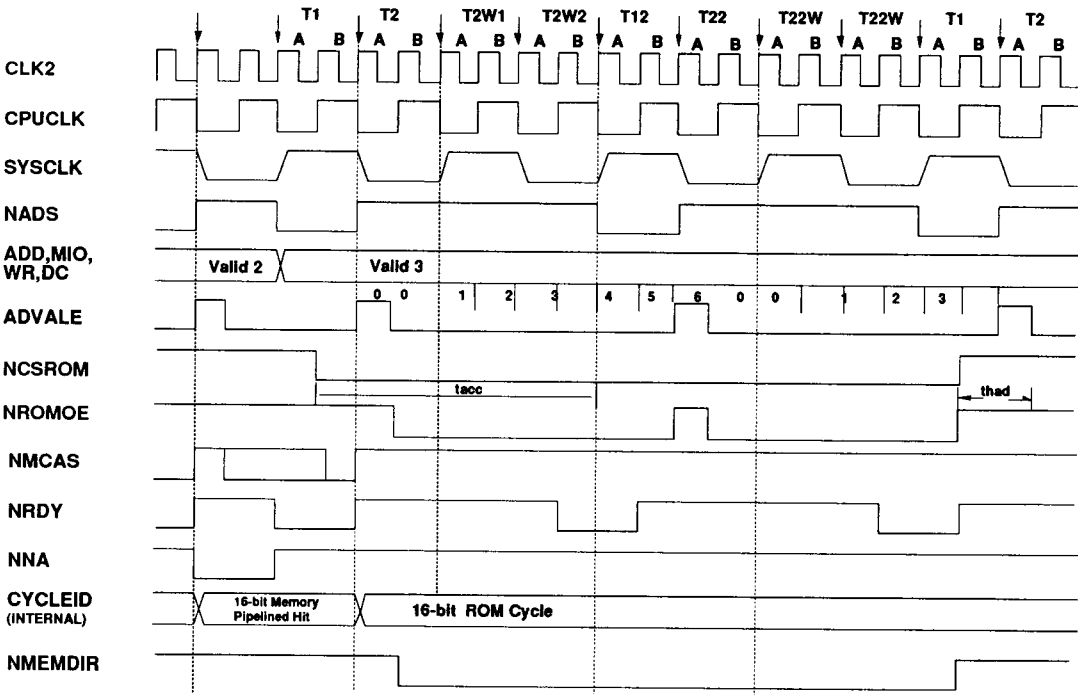 T1 T2 T2W1 T2W2 T12 T22 T22W T22W T1 T2
A B A B A B A B A B A B A B A B A B A B
CLK2
CPUCLK
SYSCLK
NADS
ADD,MIO,
WR,DC
Valid 2 Valid 3
0 0 1 2 3 4 5 6 0 0 1 2 3
ADVALE
NCSROM
tacc thad
NROMOE
NMCAS
NRDY
NNA
CYCLEID
(INTERNAL)
16-bit Memory
Pipelined Hit
16-bit ROM Cycle
NMEMDIR